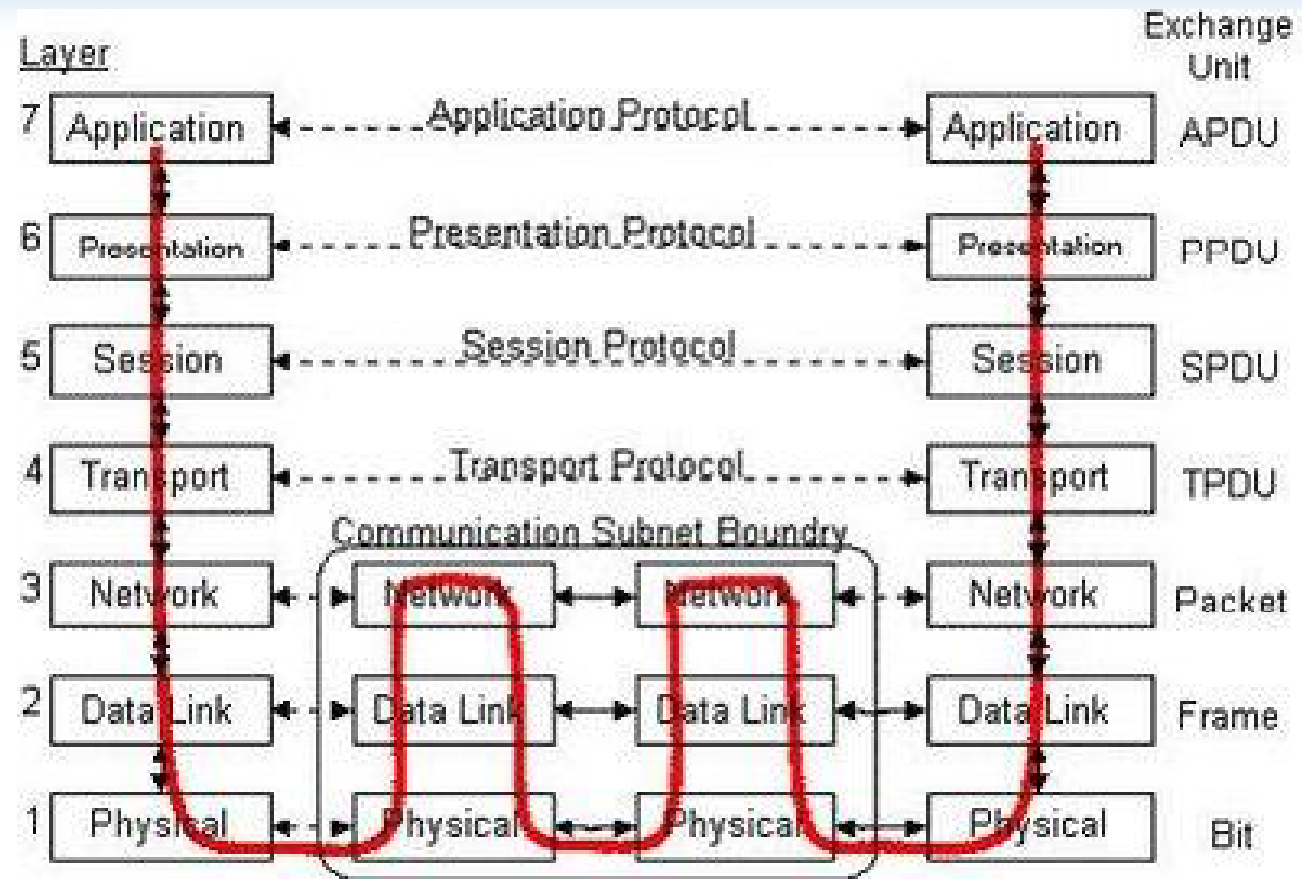 Layer
Exchange
Unit
7 Application Application Protocol Application APDU
6 Presentation Presentation Protocol Presentation PPDU
5 Session Session Protocol Session SPDU
4 Transport Transport Protocol Transport TPDU
Communication Subnet Boundry
3 Network Network Network Network Packet
2 Data Link Data Link Data Link Data Link Frame
1 Physical Physical Physical Physical Bit